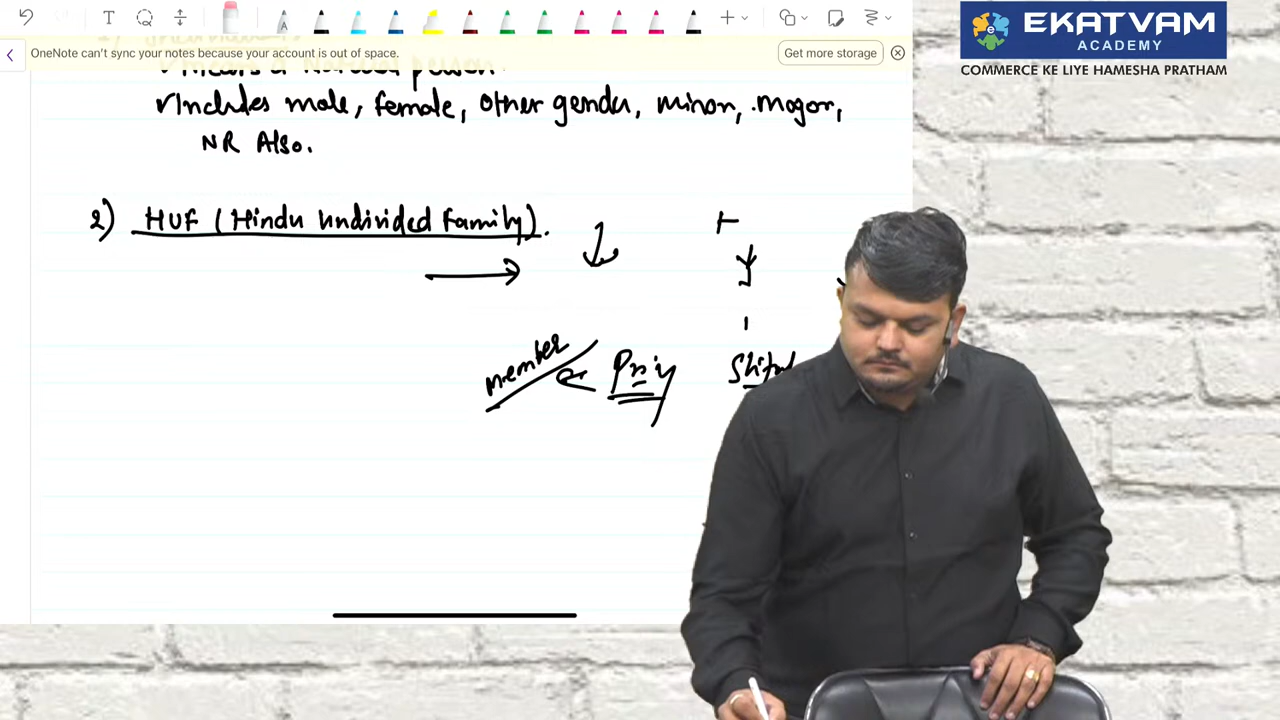 EKATVAM
ACADEMY
COMMERCE KE LIYE HAMESHA PRATHAM
OneNote can't sync your notes because your account is out of space.
Get more storage
person.
Includes male, female, other gender, minor, major,
NR Also.
2) HUF (Hindu Undivided Family).
member